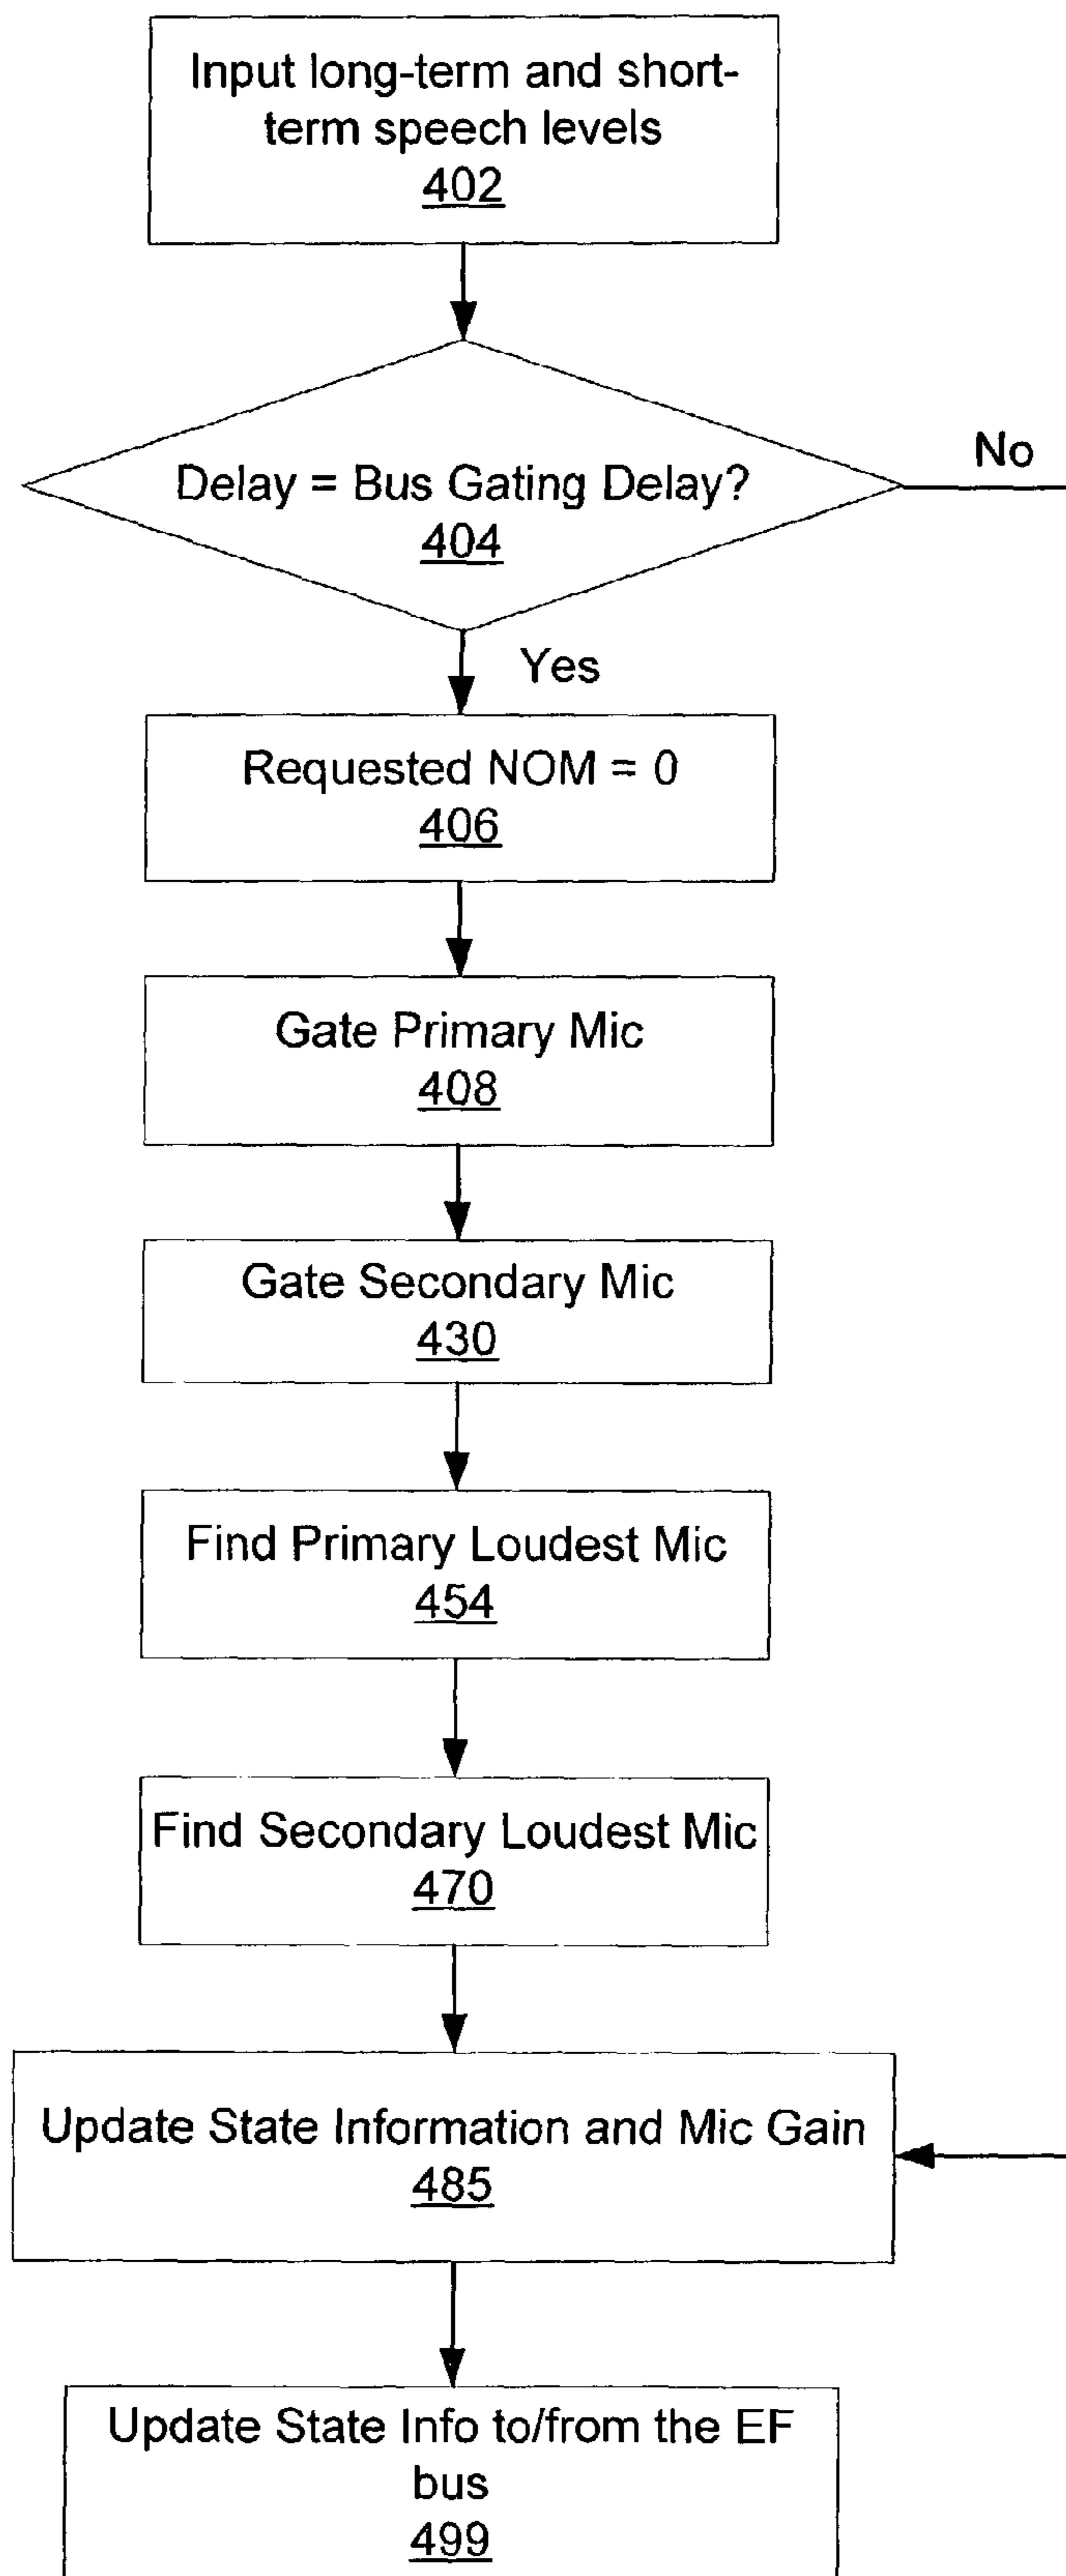 Input long-term and short-
term speech levels
402
Delay = Bus Gating Delay?
404
No
Yes
Requested NOM = 0
406
Gate Primary Mic
408
Gate Secondary Mic
430
Find Primary Loudest Mic
454
Find Secondary Loudest Mic
470
Update State Information and Mic Gain
485
Update State Info to/from the EF
bus
499